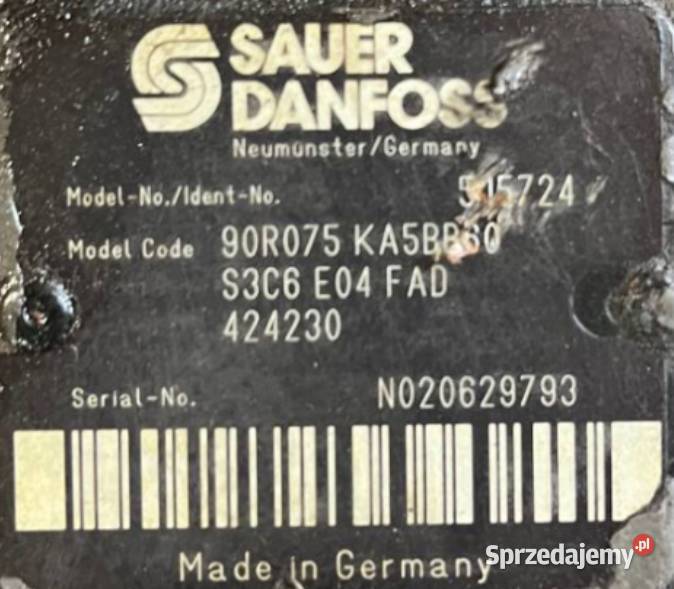 SAUER
DANFOSS
Neumünster/Germany
Model-No./Ident-No.
Model Code 90R075
S3C6 E04 FAD
424230
Serial-No. N020629793
Made in Germany
Sprzedajemy.pl